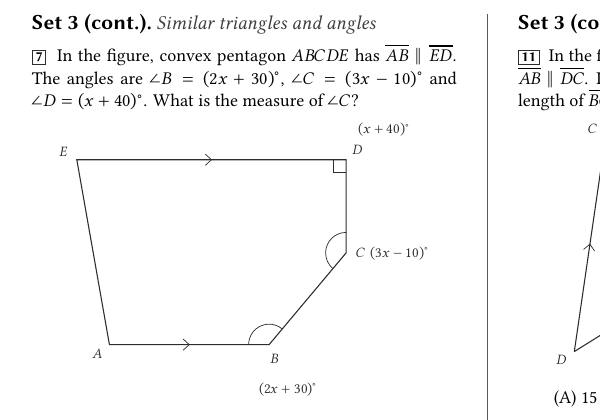 Set 3 (cont.). Similar triangles and angles
7 In the figure, convex pentagon ABCDE has AB ∥ ED.
The angles are ∠B = (2x + 30)°, ∠C = (3x − 10)° and
∠D = (x + 40)°. What is the measure of ∠C?
(x + 40)°
E
D
C (3x − 10)°
A
B
(2x + 30)°
Set 3 (co
11 In the f
AB ∥ DC. I
length of B
C
D
(A) 15